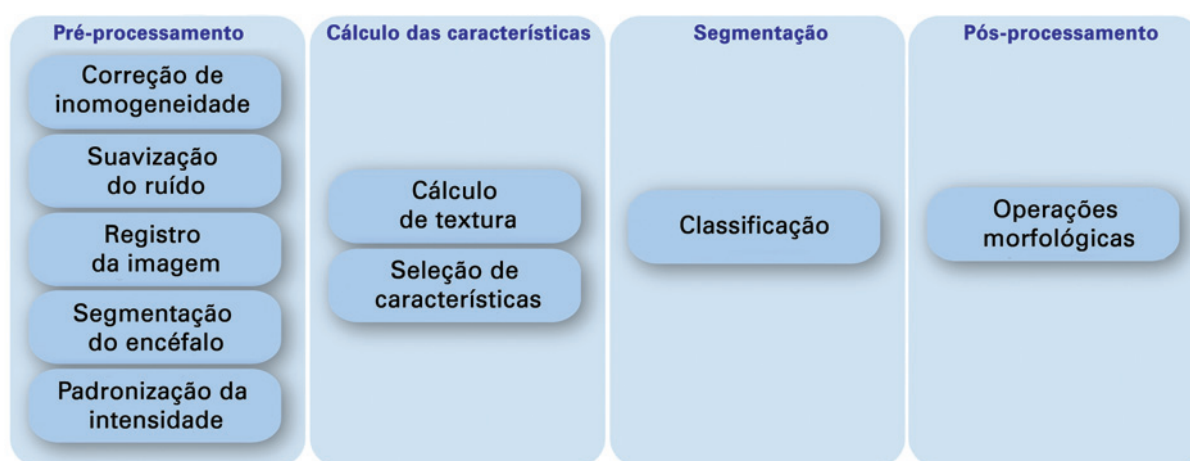 Pré-processamento
Correção de
inomogeneidade
Suavização
do ruído
Registro
da imagem
Segmentação
do encéfalo
Padronização da
intensidade
Cálculo das características
Cálculo
de textura
Seleção de
características
Segmentação
Classificação
Pós-processamento
Operações
morfológicas